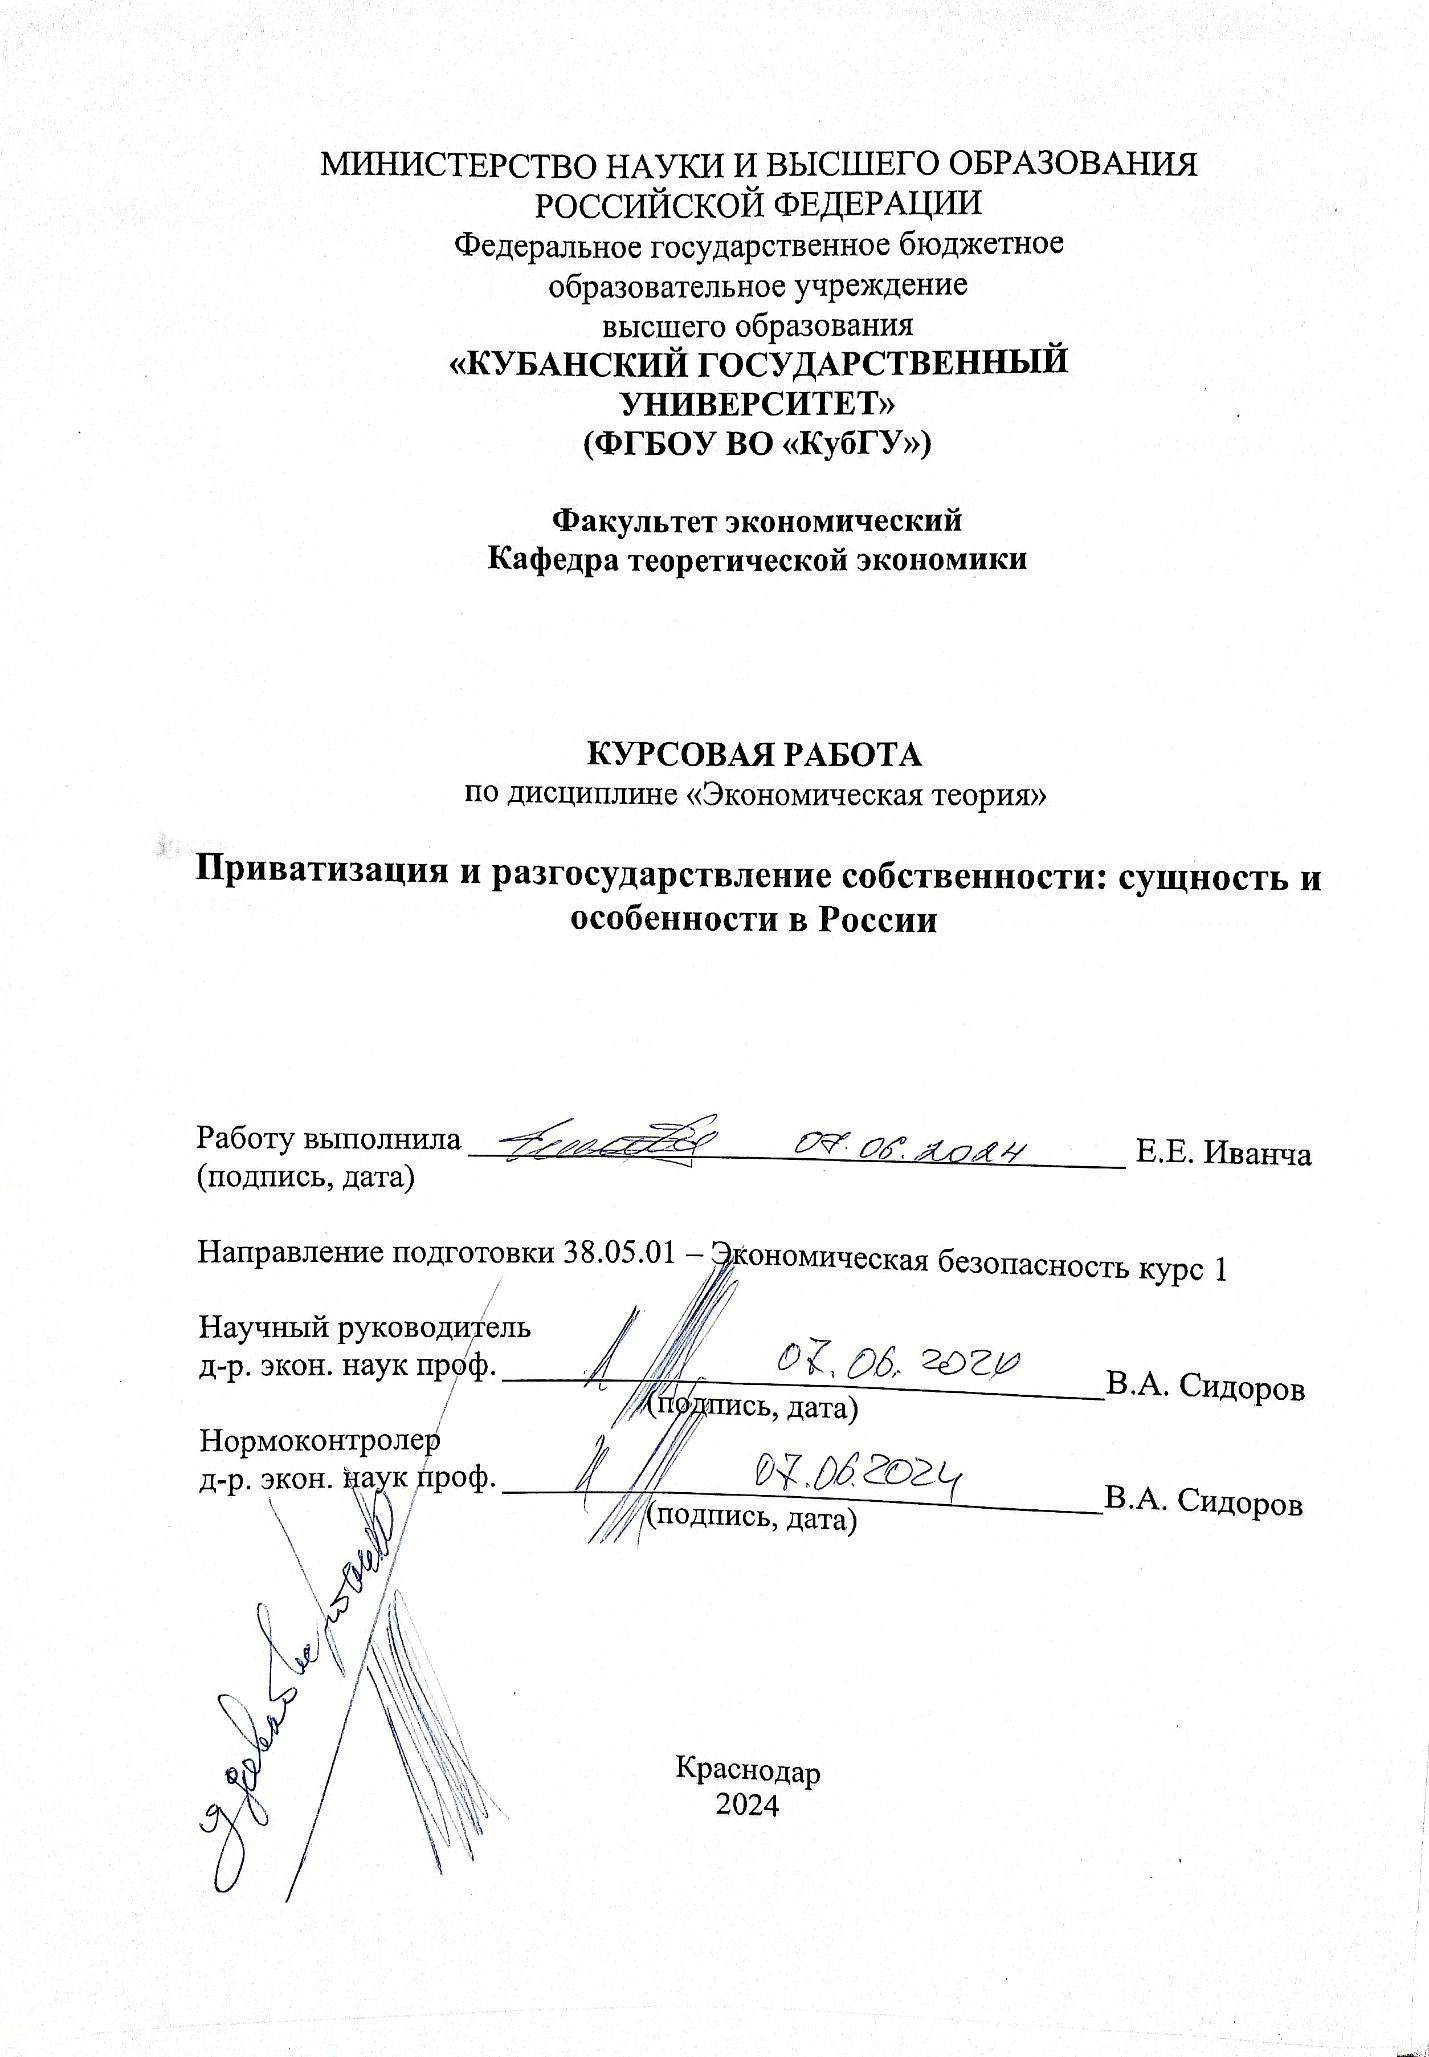 МИНИСТЕРСТВО НАУКИ И ВЫСШЕГО ОБРАЗОВАНИЯ
РОССИЙСКОЙ ФЕДЕРАЦИИ
Федеральное государственное бюджетное
образовательное учреждение
высшего образования
«КУБАНСКИЙ ГОСУДАРСТВЕННЫЙ
УНИВЕРСИТЕТ»
(ФГБОУ ВО «КубГУ»)
Факультет экономический
Кафедра теоретической экономики
КУРСОВАЯ РАБОТА
по дисциплине «Экономическая теория»
Приватизация и разгосударствление собственности: сущность и
особенности в России
Работу выполнила 07.06.2024 Е.Е. Иванча
(подпись, дата)
Направление подготовки 38.05.01 – Экономическая безопасность курс 1
Научный руководитель
д-р. экон. наук проф. 07.06.2024 В.А. Сидоров
(подпись, дата)
Нормоконтролер
д-р. экон. наук проф. 07.06.2024 В.А. Сидоров
(подпись, дата)
Краснодар
2024